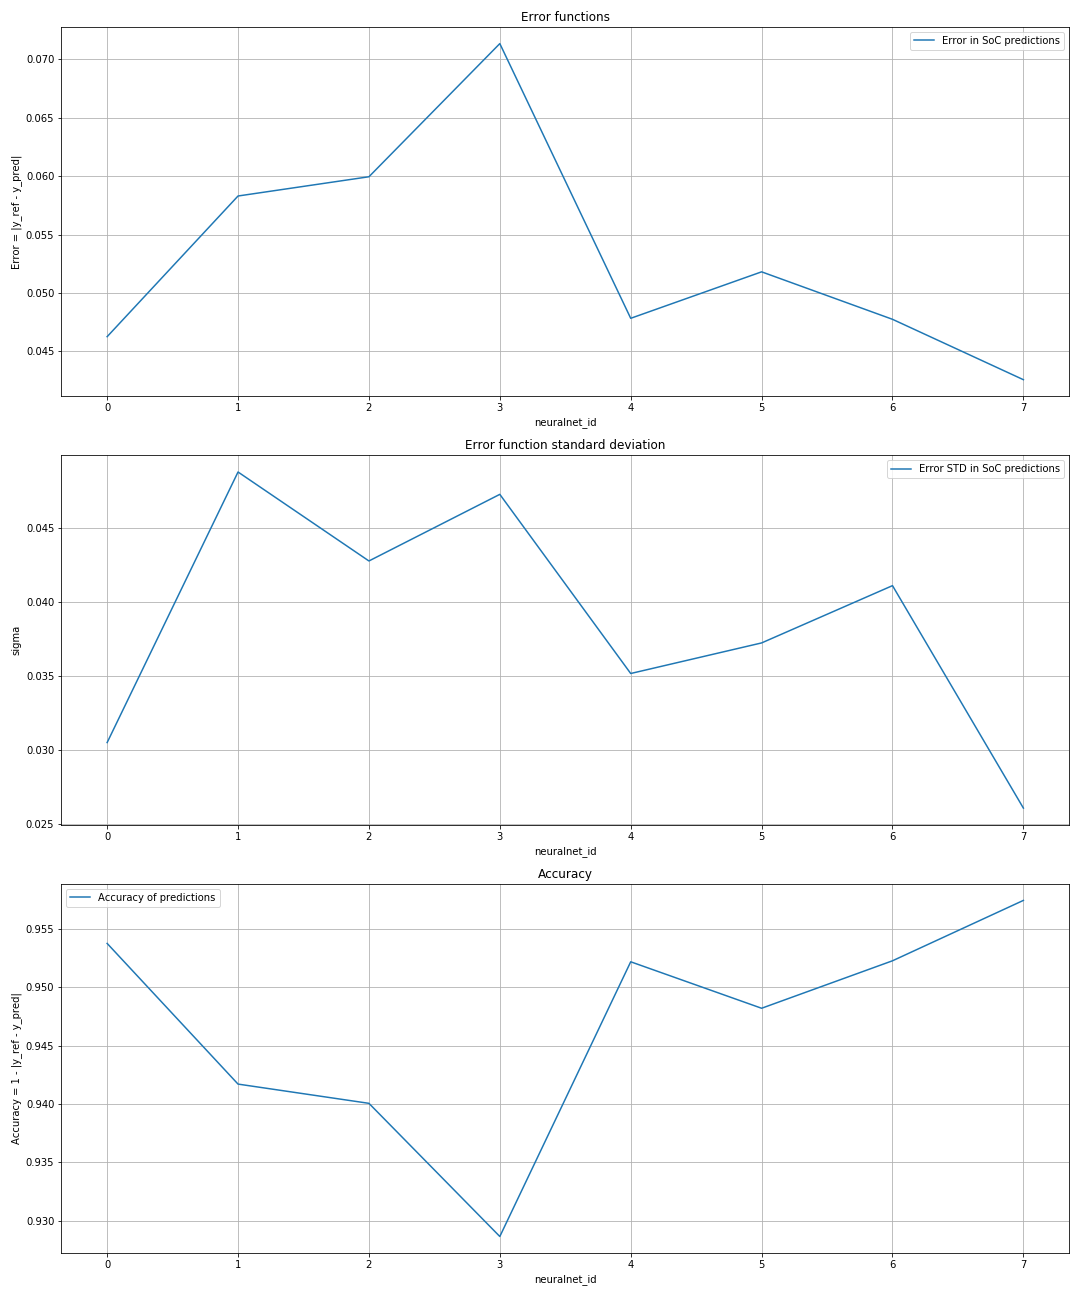 Error functions
Error in SoC predictions
0.070
0.065
0.060
0.055
0.050
0.045
Error = |y_ref - y_pred|
0 1 2 3 4 5 6 7
neuralnet_id
Error function standard deviation
Error STD in SoC predictions
0.045
0.040
0.035
0.030
0.025
sigma
0 1 2 3 4 5 6 7
neuralnet_id
Accuracy
Accuracy of predictions
0.955
0.950
0.945
0.940
0.935
0.930
Accuracy = 1 - |y_ref - y_pred|
0 1 2 3 4 5 6 7
neuralnet_id